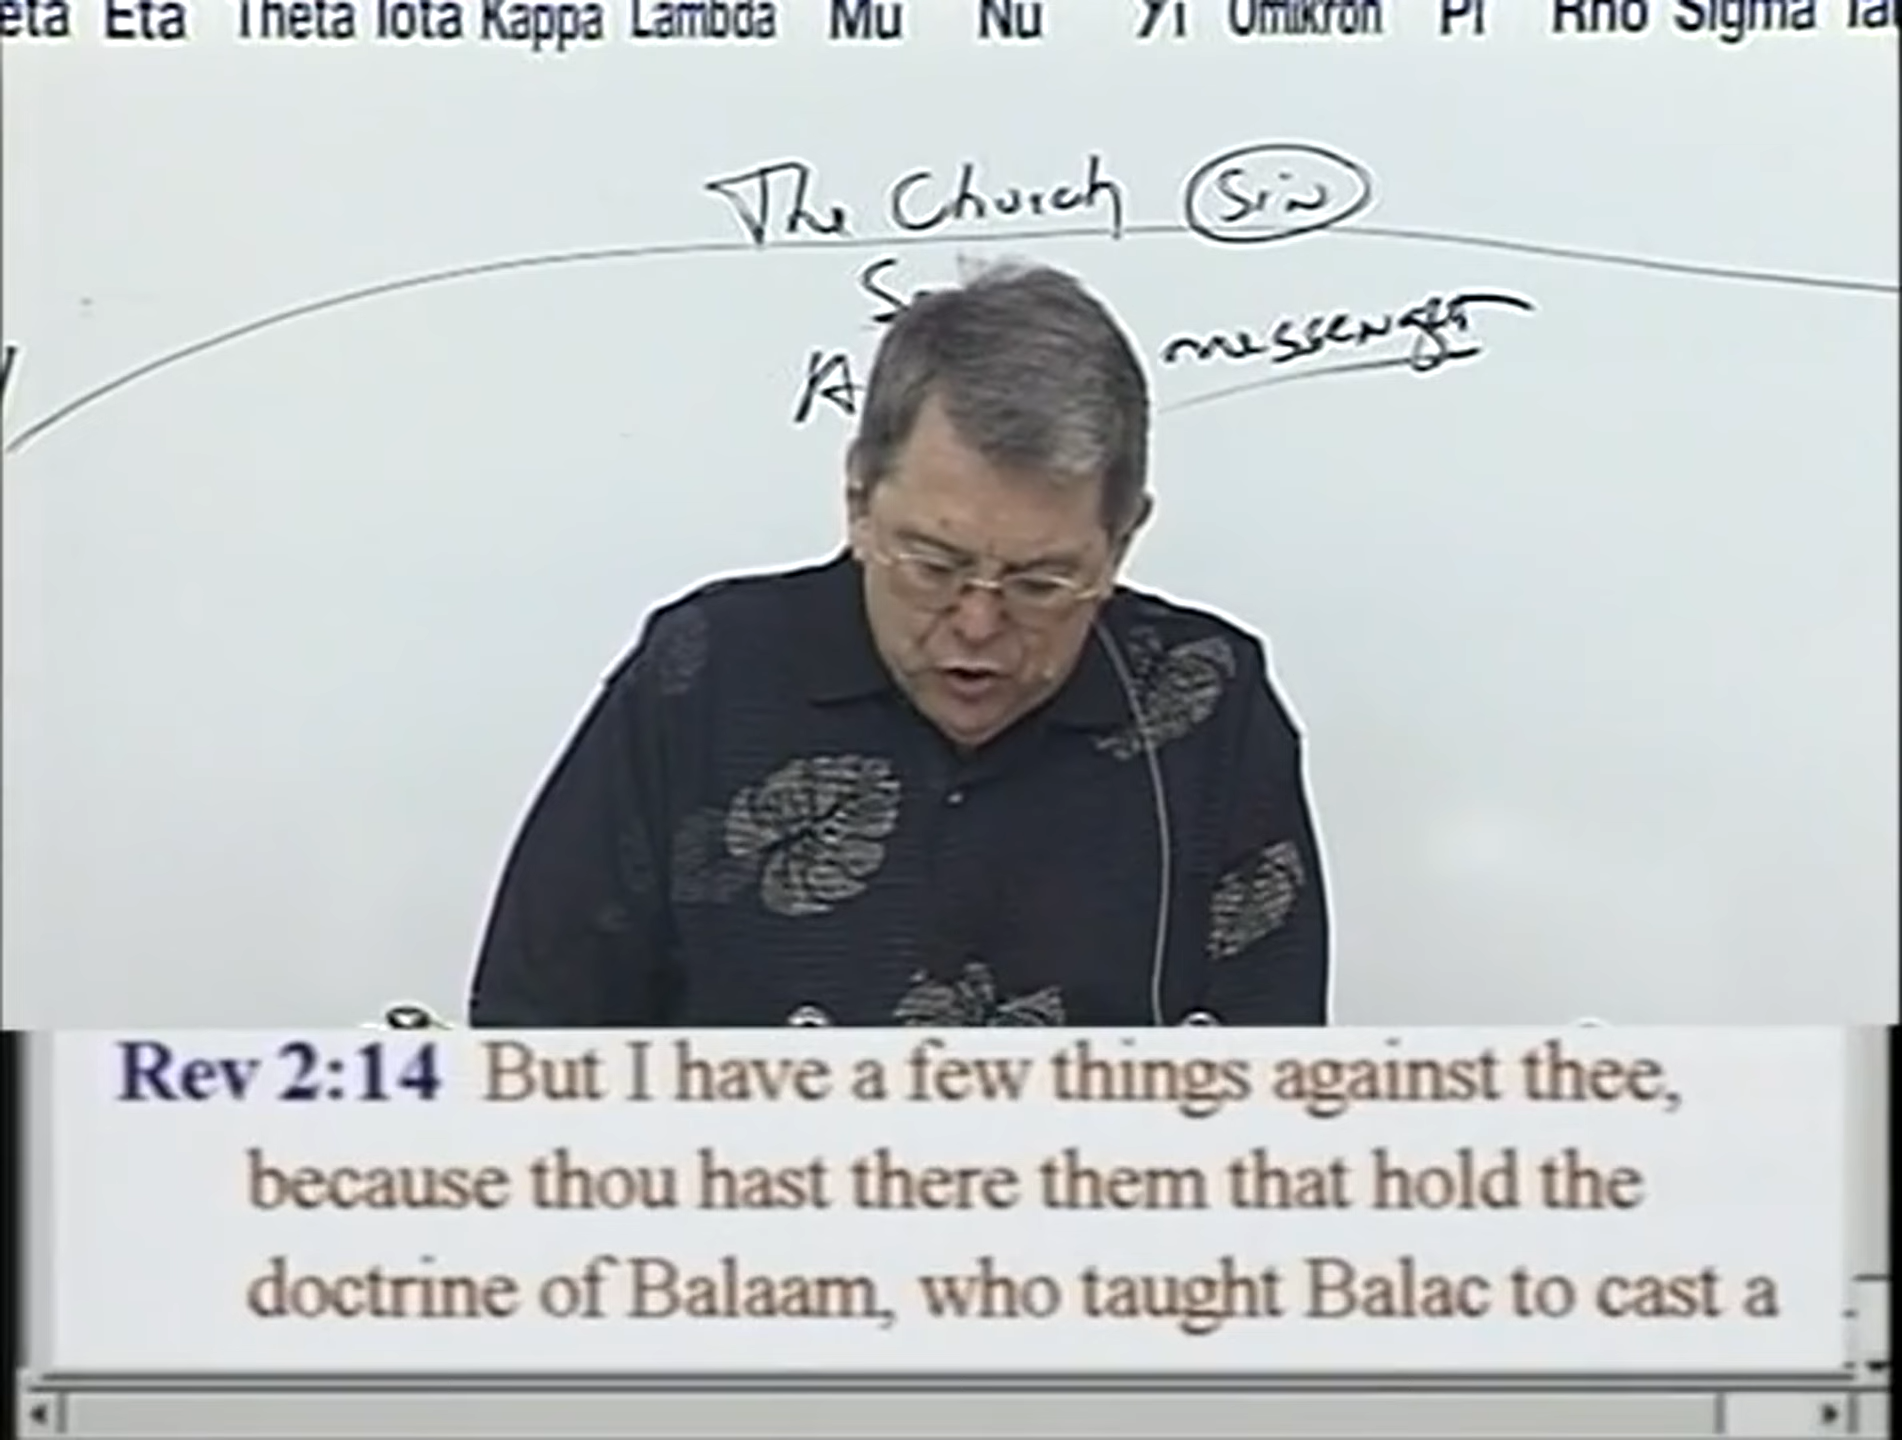 Eta Theta Iota Kappa Lambda Mu Nu Omikron Pi Rho Sigma
The Church Sin
messenger
Rev 2:14 But I have a few things against thee,
because thou hast there them that hold the
doctrine of Balaam, who taught Balac to cast a